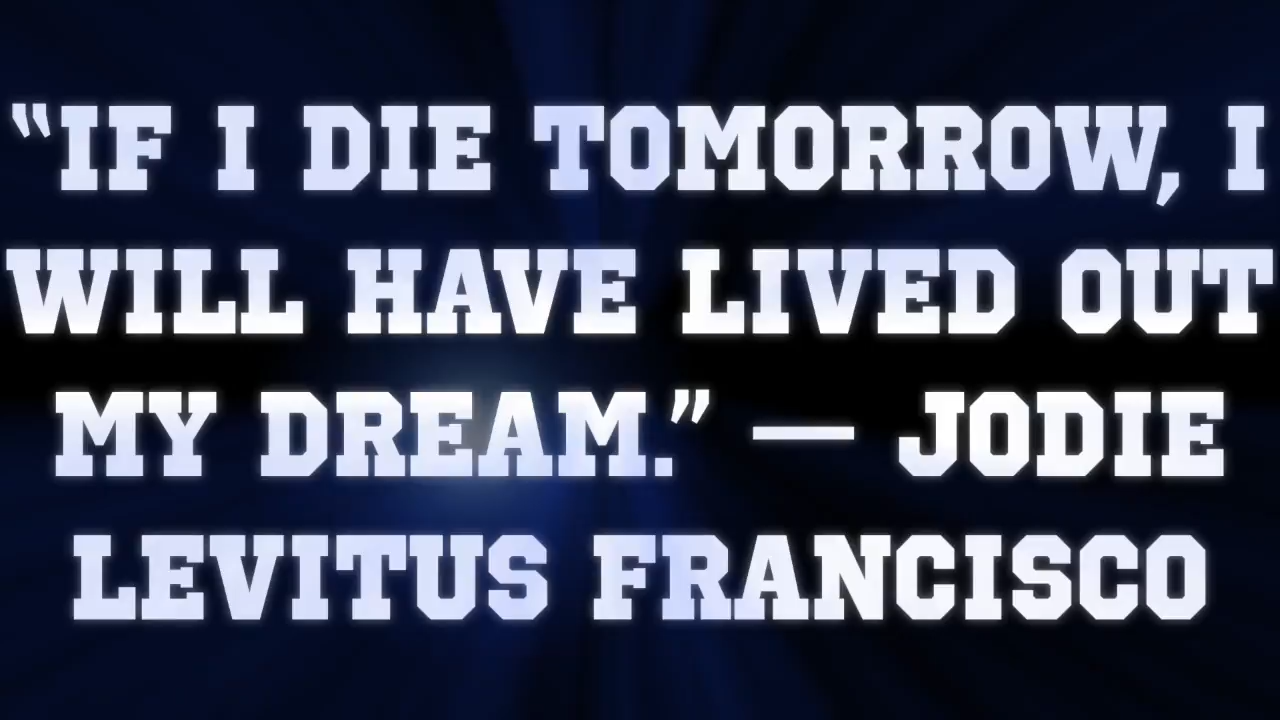 “IF I DIE TOMORROW, I
WILL HAVE LIVED OUT
MY DREAM.” — JODIE
LEVITUS FRANCISCO